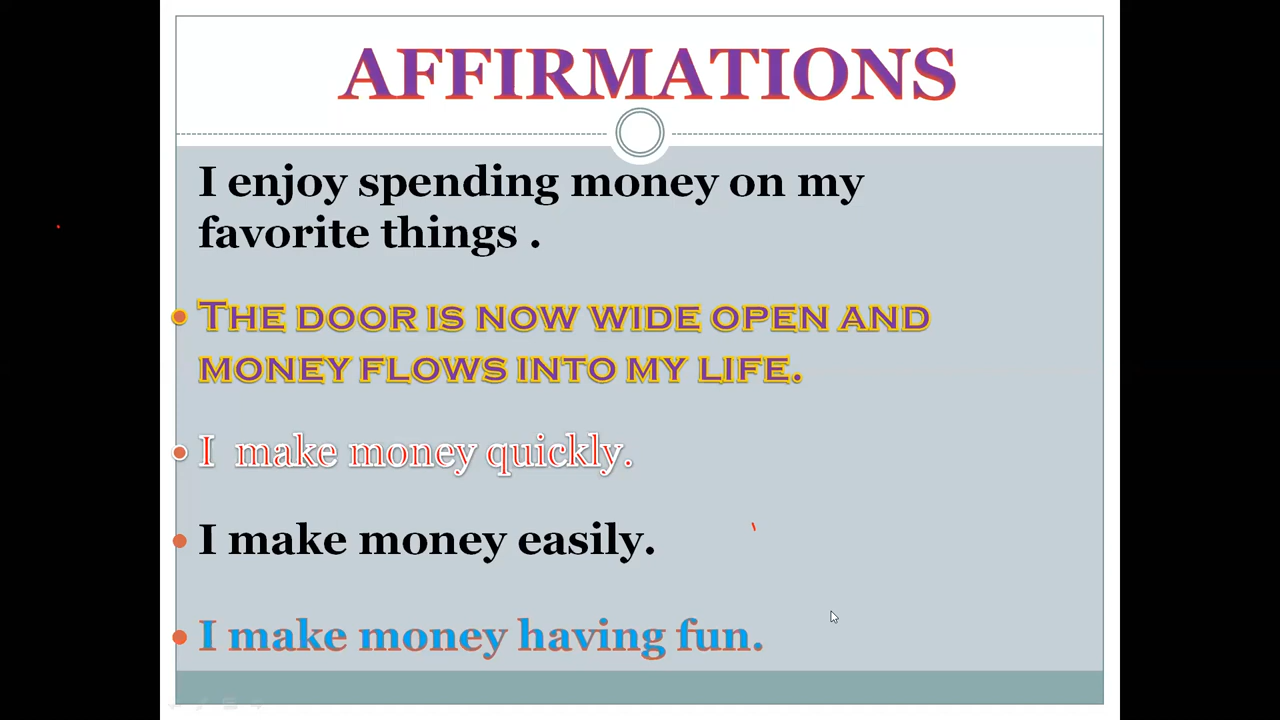 AFFIRMATIONS
I enjoy spending money on my
favorite things .
THE DOOR IS NOW WIDE OPEN AND
MONEY FLOWS INTO MY LIFE.
I make money quickly.
I make money easily.
I make money having fun.